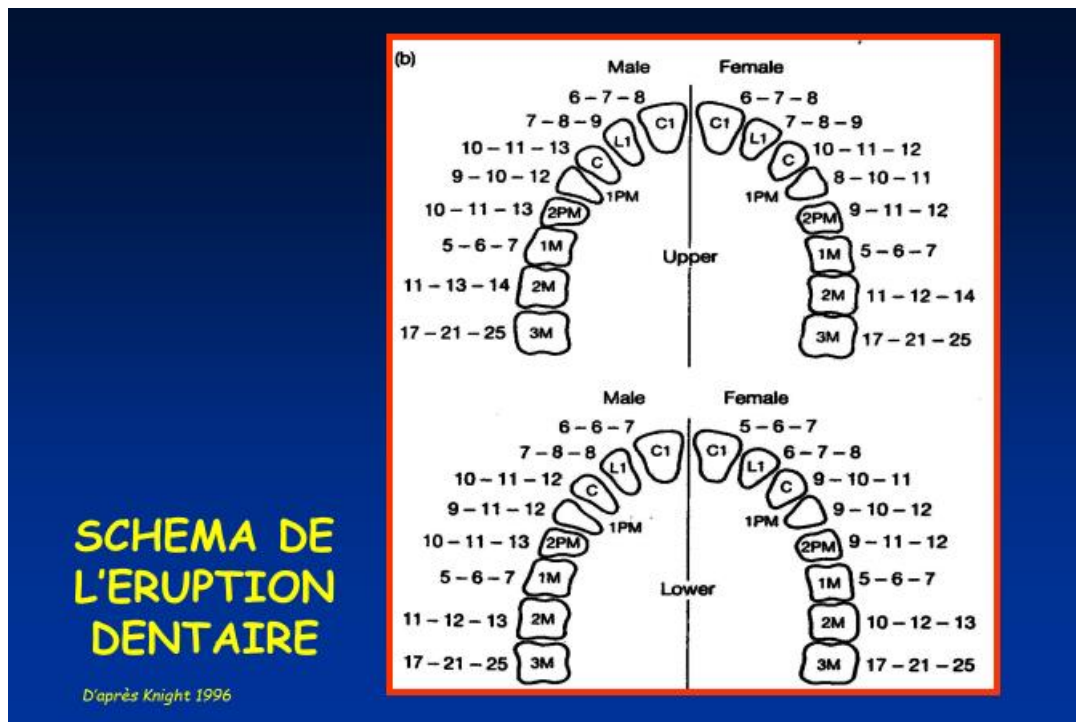 (b)
Male Female
6 – 7 – 8 C1 C1 6 – 7 – 8
7 – 8 – 9 L1 L1 7 – 8 – 9
10 – 11 – 13 C C 10 – 11 – 12
9 – 10 – 12 1PM 1PM 8 – 10 – 11
10 – 11 – 13 2PM 2PM 9 – 11 – 12
5 – 6 – 7 1M 1M 5 – 6 – 7
Upper
11 – 13 – 14 2M 2M 11 – 12 – 14
17 – 21 – 25 3M 3M 17 – 21 – 25
Male Female
6 – 6 – 7 C1 C1 5 – 6 – 7
7 – 8 – 8 L1 L1 6 – 7 – 8
10 – 11 – 12 C C 9 – 10 – 11
9 – 11 – 12 1PM 1PM 9 – 10 – 12
10 – 11 – 13 2PM 2PM 9 – 11 – 12
5 – 6 – 7 1M 1M 5 – 6 – 7
Lower
11 – 12 – 13 2M 2M 10 – 12 – 13
17 – 21 – 25 3M 3M 17 – 21 – 25
SCHEMA DE
L'ERUPTION
DENTAIRE
D'après Knight 1996